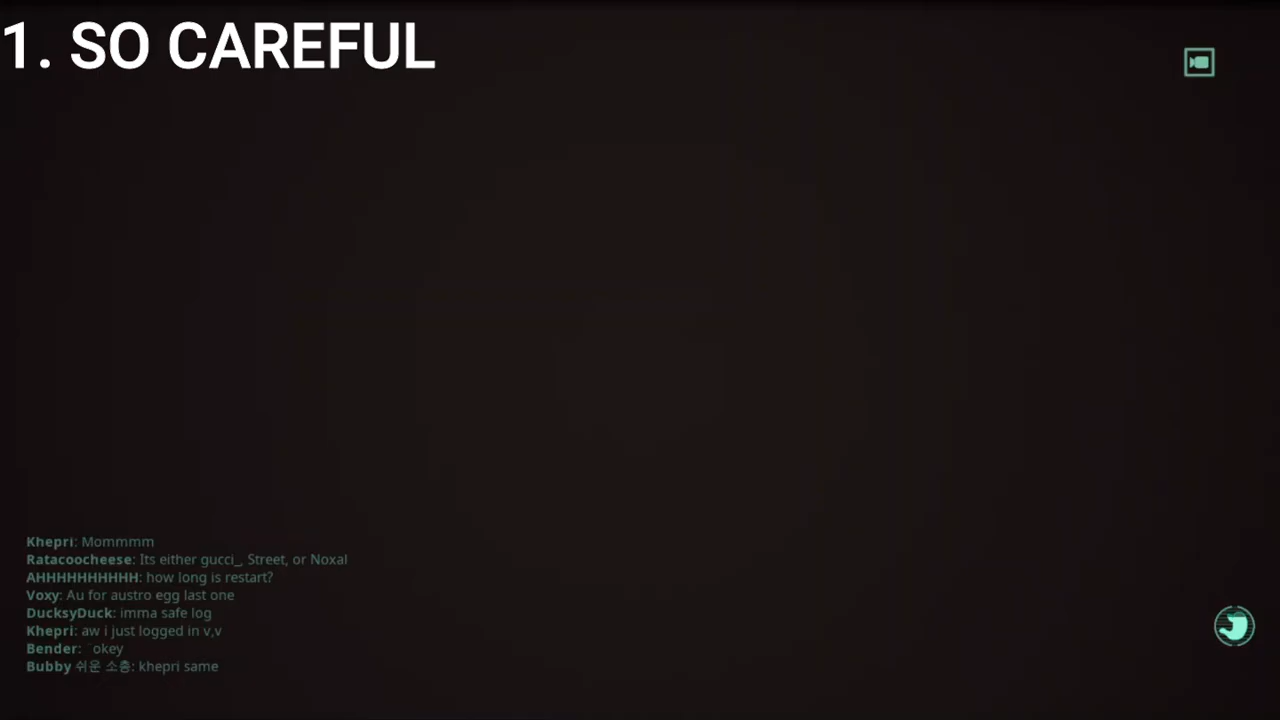 1. SO CAREFUL
Khepri: Mommmm
Ratacoocheese: Its either gucci_, Street, or Noxal
AHHHHHHHHHH: how long is restart?
Voxy: Au for austro egg last one
DucksyDuck: imma safe log
Khepri: aw i just logged in v,v
Bender: okey
Bubby 쉬운 소총: khepri same